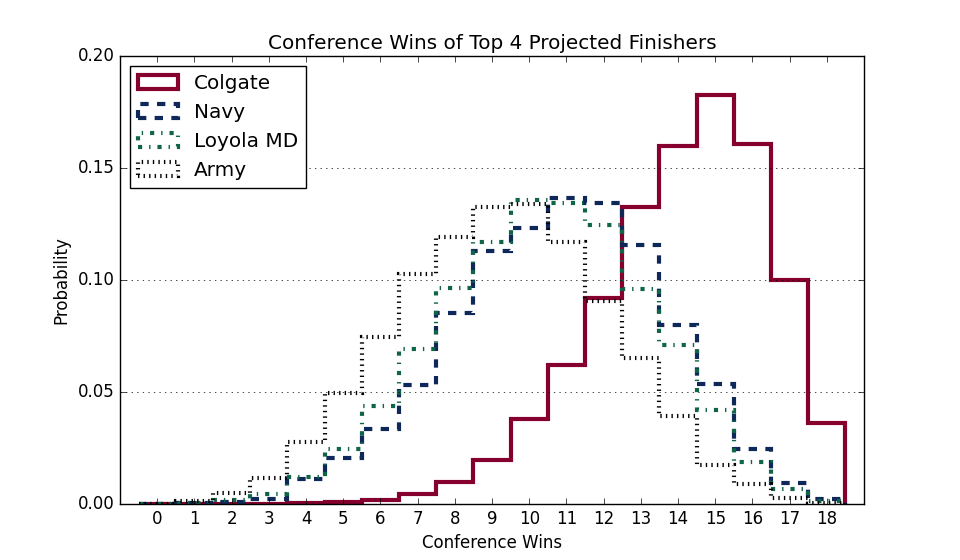 Conference Wins of Top 4 Projected Finishers
0.20
0.15
0.10
0.05
0.00
Probability
Colgate
Navy
Loyola MD
Army
0 1 2 3 4 5 6 7 8 9 10 11 12 13 14 15 16 17 18
Conference Wins